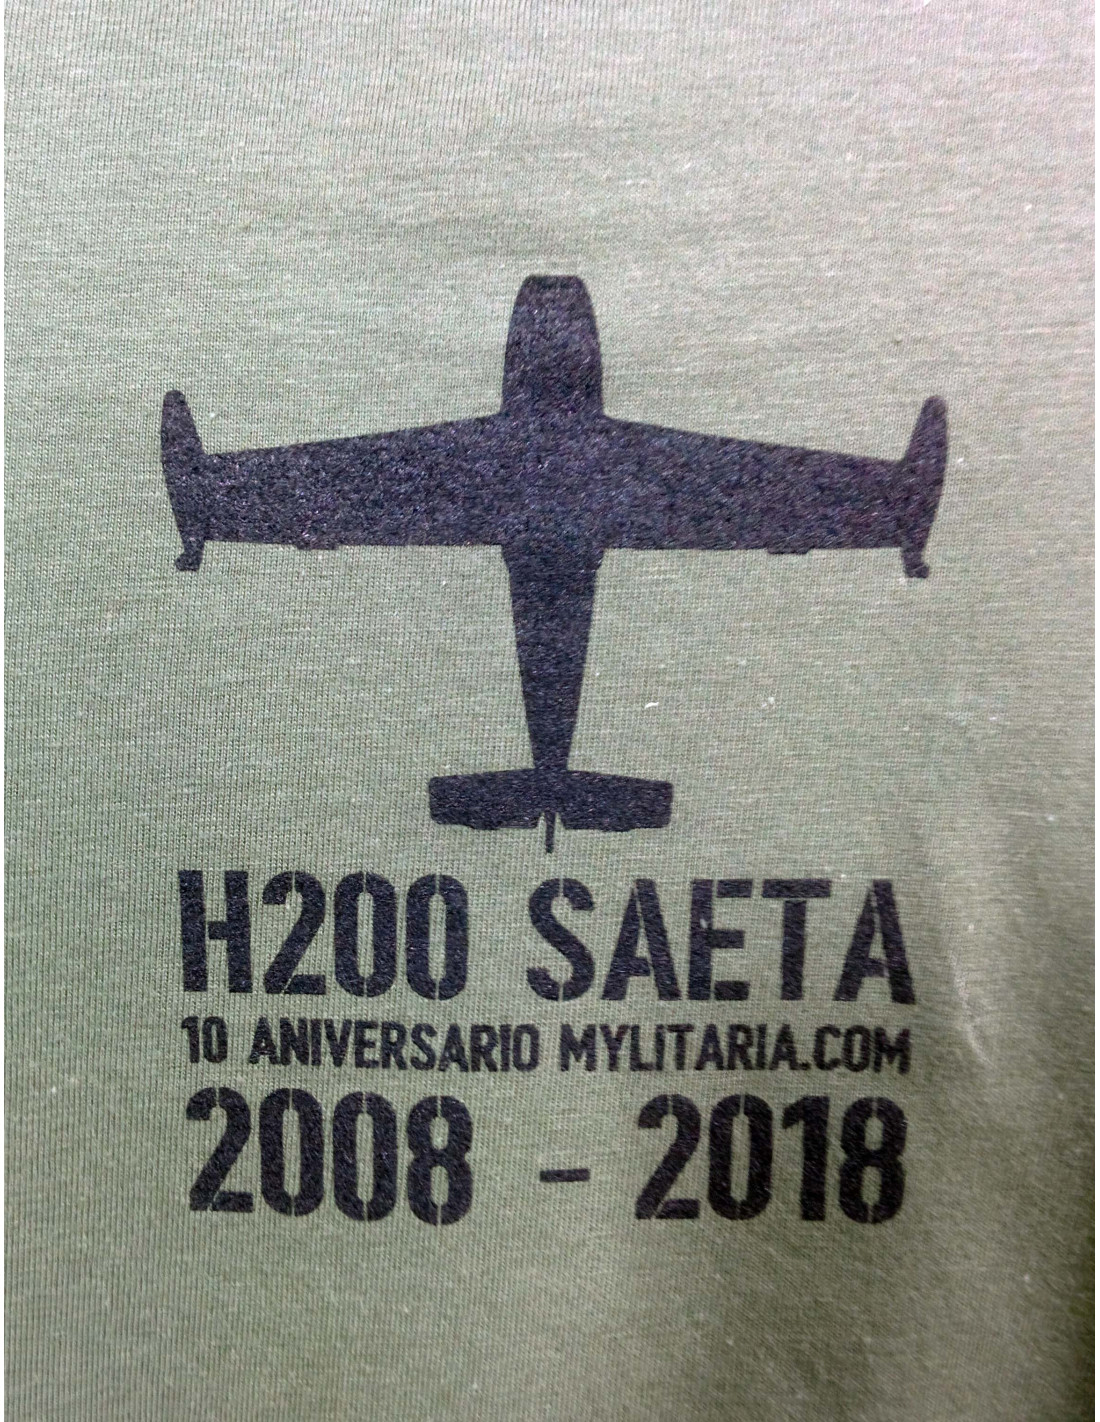 H200 SAETA
10 ANIVERSARIO MYLITARIA.COM
2008 - 2018